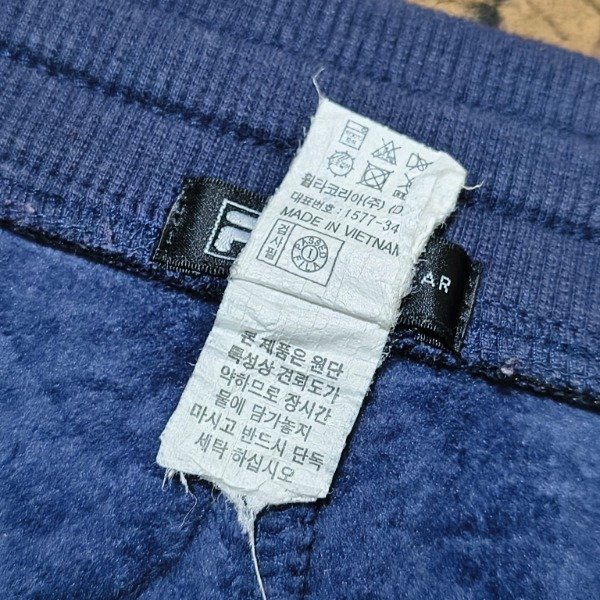 휠라코리아(주) (D
대표번호 : 1577-34
MADE IN VIETNAM
검사필
본 제품은 원단
특성상 견뢰도가
약하므로 장시간
물에 담가놓지
마시고 반드시 단독
세탁 하십시오
AR